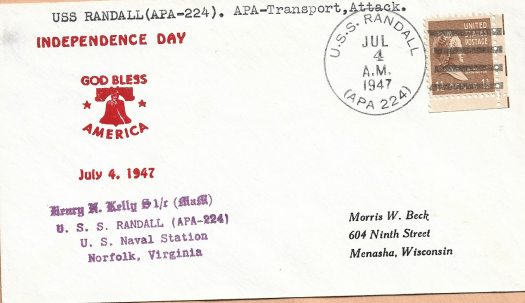 USS RANDALL(APA-224). APA-Transport,Attack.
INDEPENDENCE DAY
GOD BLESS
AMERICA
July 4, 1947
U.S.S. RANDALL
JUL
4
A.M.
1947
(APA 224)
UNITED
STATES
POSTAGE
Henry H. Kelly S 1/c (MaM)
U. S. S. RANDALL (APA-224)
U. S. Naval Station
Norfolk, Virginia
Morris W. Beck
604 Ninth Street
Menasha, Wisconsin